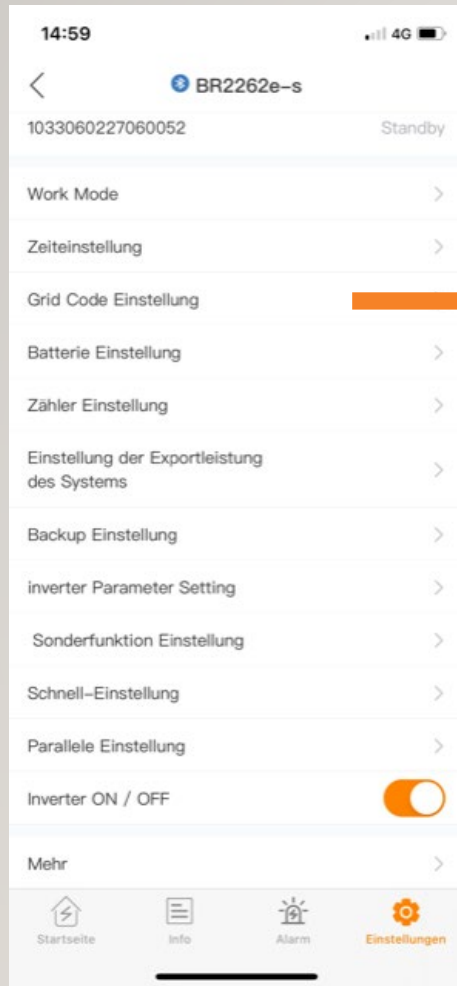 14:59
4G
BR2262e-s
1033060227060052 Standby
Work Mode
Zeiteinstellung
Grid Code Einstellung
Batterie Einstellung
Zähler Einstellung
Einstellung der Exportleistung
des Systems
Backup Einstellung
inverter Parameter Setting
Sonderfunktion Einstellung
Schnell-Einstellung
Parallele Einstellung
Inverter ON / OFF
Mehr
Startseite Info Alarm Einstellungen